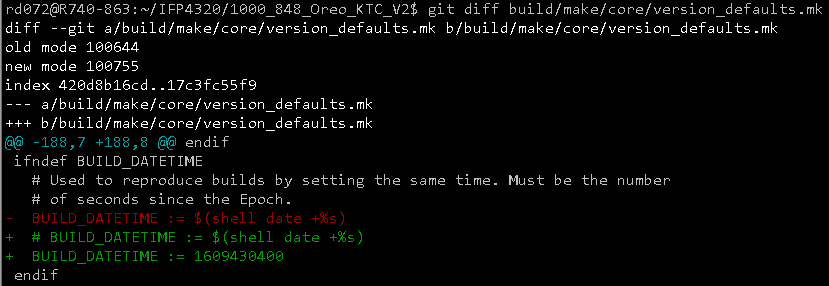 rd072@R740-863:~/IFP4320/1000_848_Oreo_KTC_V2$ git diff build/make/core/version_defaults.mk
diff --git a/build/make/core/version_defaults.mk b/build/make/core/version_defaults.mk
old mode 100644
new mode 100755
index 420d8b16cd..17c3fc55f9
--- a/build/make/core/version_defaults.mk
+++ b/build/make/core/version_defaults.mk
@@ -188,7 +188,8 @@ endif
 ifndef BUILD_DATETIME
   # Used to reproduce builds by setting the same time. Must be the number
   # of seconds since the Epoch.
-  BUILD_DATETIME := $(shell date +%s)
+  # BUILD_DATETIME := $(shell date +%s)
+  BUILD_DATETIME := 1609430400
 endif